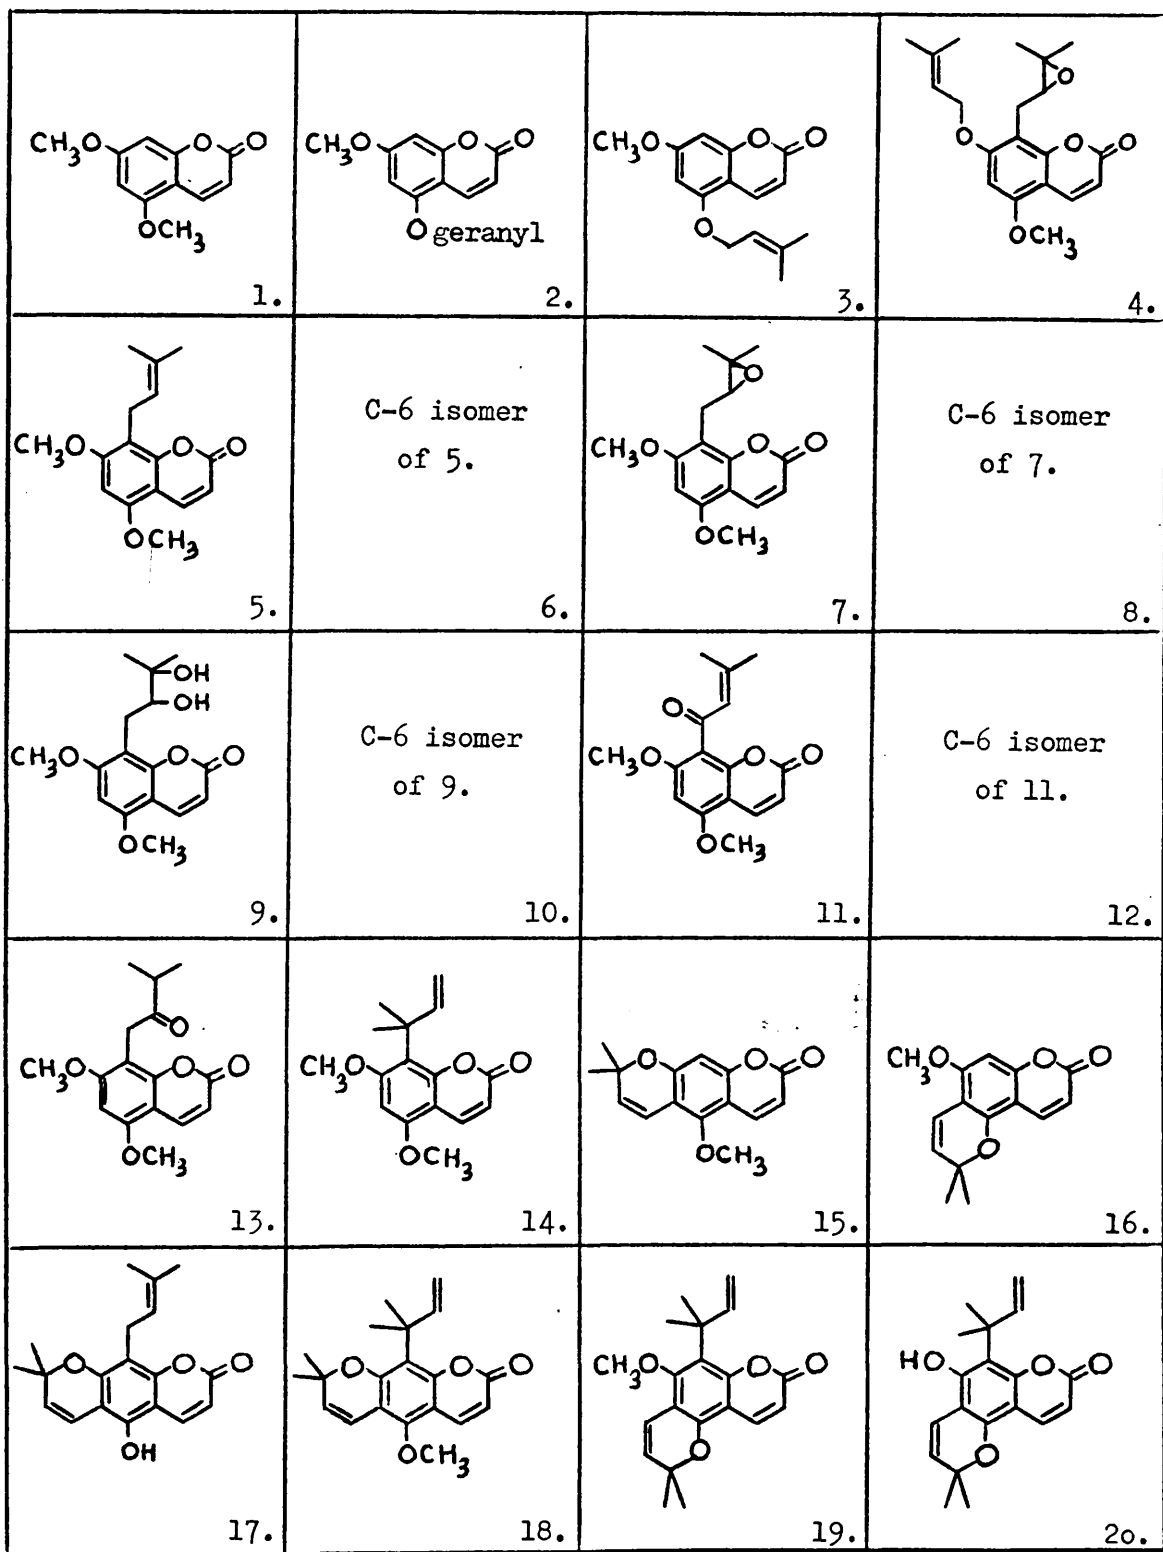 CH3O O O
OCH3
1.
CH3O O O
O geranyl
2.
CH3O O O
O
3.
O
O O O
OCH3
4.
CH3O O O
OCH3
5.
C-6 isomer
of 5.
6.
O
CH3O O O
OCH3
7.
C-6 isomer
of 7.
8.
OH
OH
CH3O O O
OCH3
9.
C-6 isomer
of 9.
10.
O
CH3O O O
OCH3
11.
C-6 isomer
of 11.
12.
O
CH3O O O
OCH3
13.
CH3O O O
OCH3
14.
O O O
OCH3
15.
CH3O O O
O
16.
O O O
OH
17.
O O O
OCH3
18.
CH3O O O
O
19.
HO O O
O
2o.